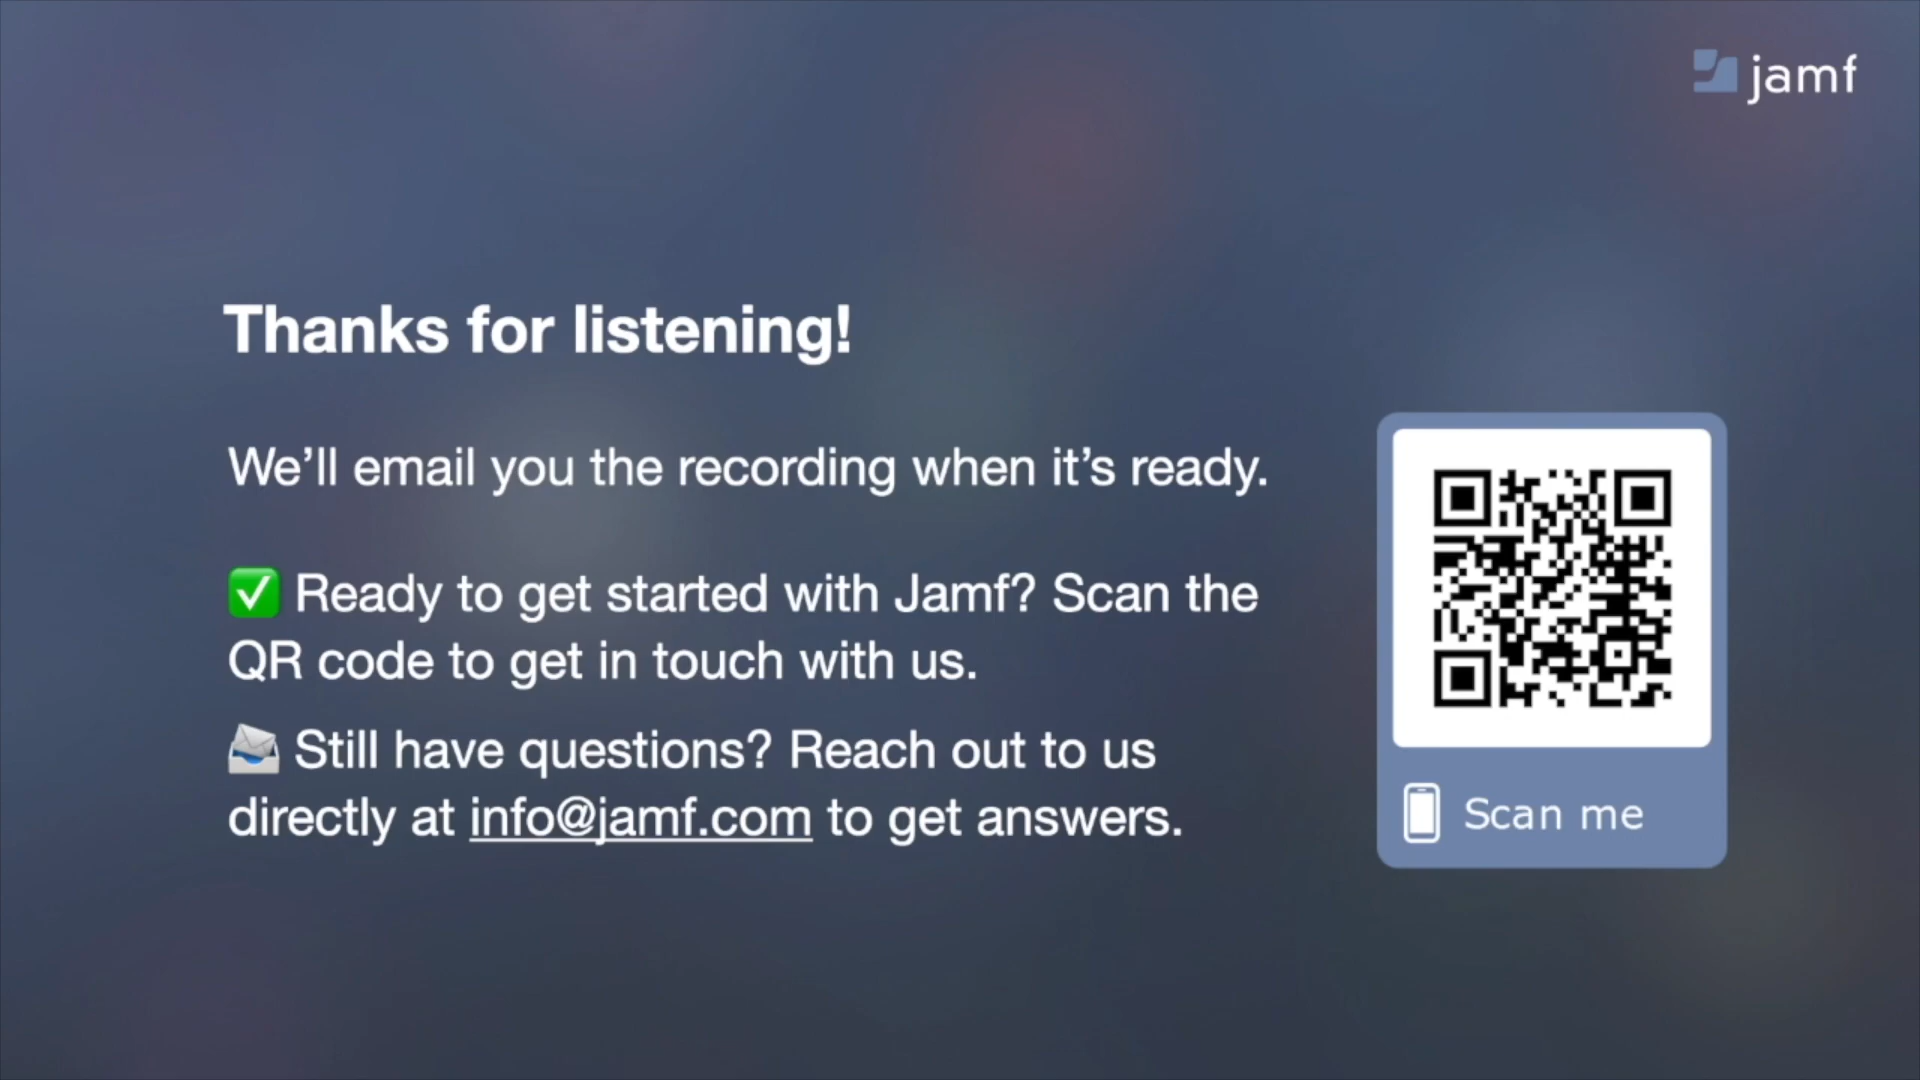 jamf
Thanks for listening!
We’ll email you the recording when it’s ready.
✅ Ready to get started with Jamf? Scan the
QR code to get in touch with us.
📨 Still have questions? Reach out to us
directly at info@jamf.com to get answers.
Scan me